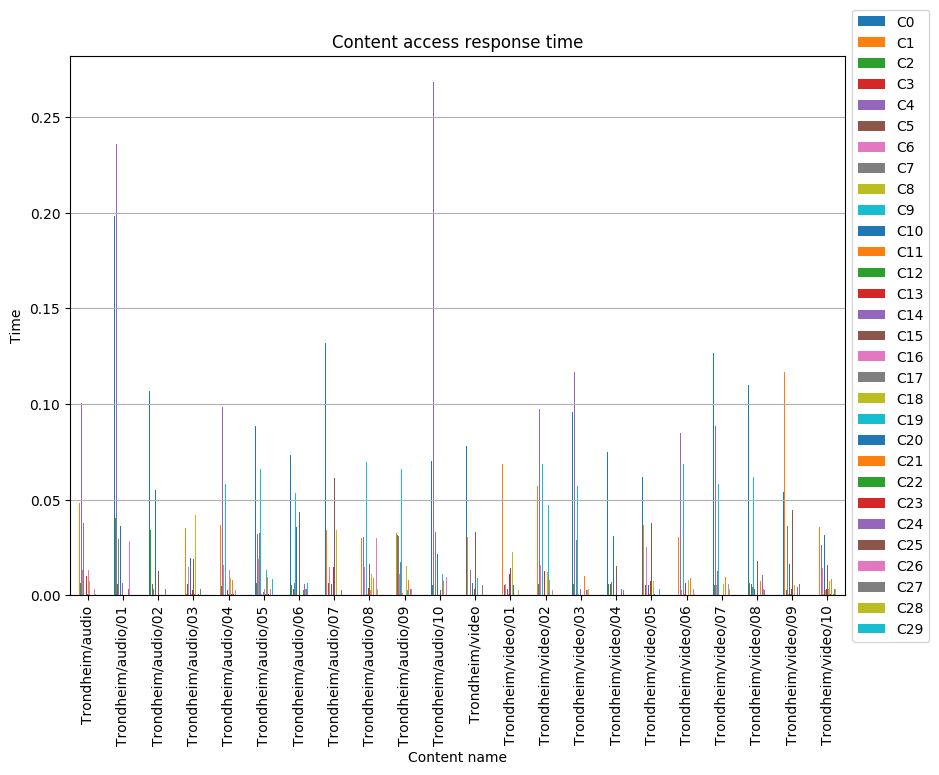 Content access response time
Time
0.25
0.20
0.15
0.10
0.05
0.00
Trondheim/audio
Trondheim/audio/01
Trondheim/audio/02
Trondheim/audio/03
Trondheim/audio/04
Trondheim/audio/05
Trondheim/audio/06
Trondheim/audio/07
Trondheim/audio/08
Trondheim/audio/09
Trondheim/audio/10
Trondheim/video
Trondheim/video/01
Trondheim/video/02
Trondheim/video/03
Trondheim/video/04
Trondheim/video/05
Trondheim/video/06
Trondheim/video/07
Trondheim/video/08
Trondheim/video/09
Trondheim/video/10
Content name
C0
C1
C2
C3
C4
C5
C6
C7
C8
C9
C10
C11
C12
C13
C14
C15
C16
C17
C18
C19
C20
C21
C22
C23
C24
C25
C26
C27
C28
C29